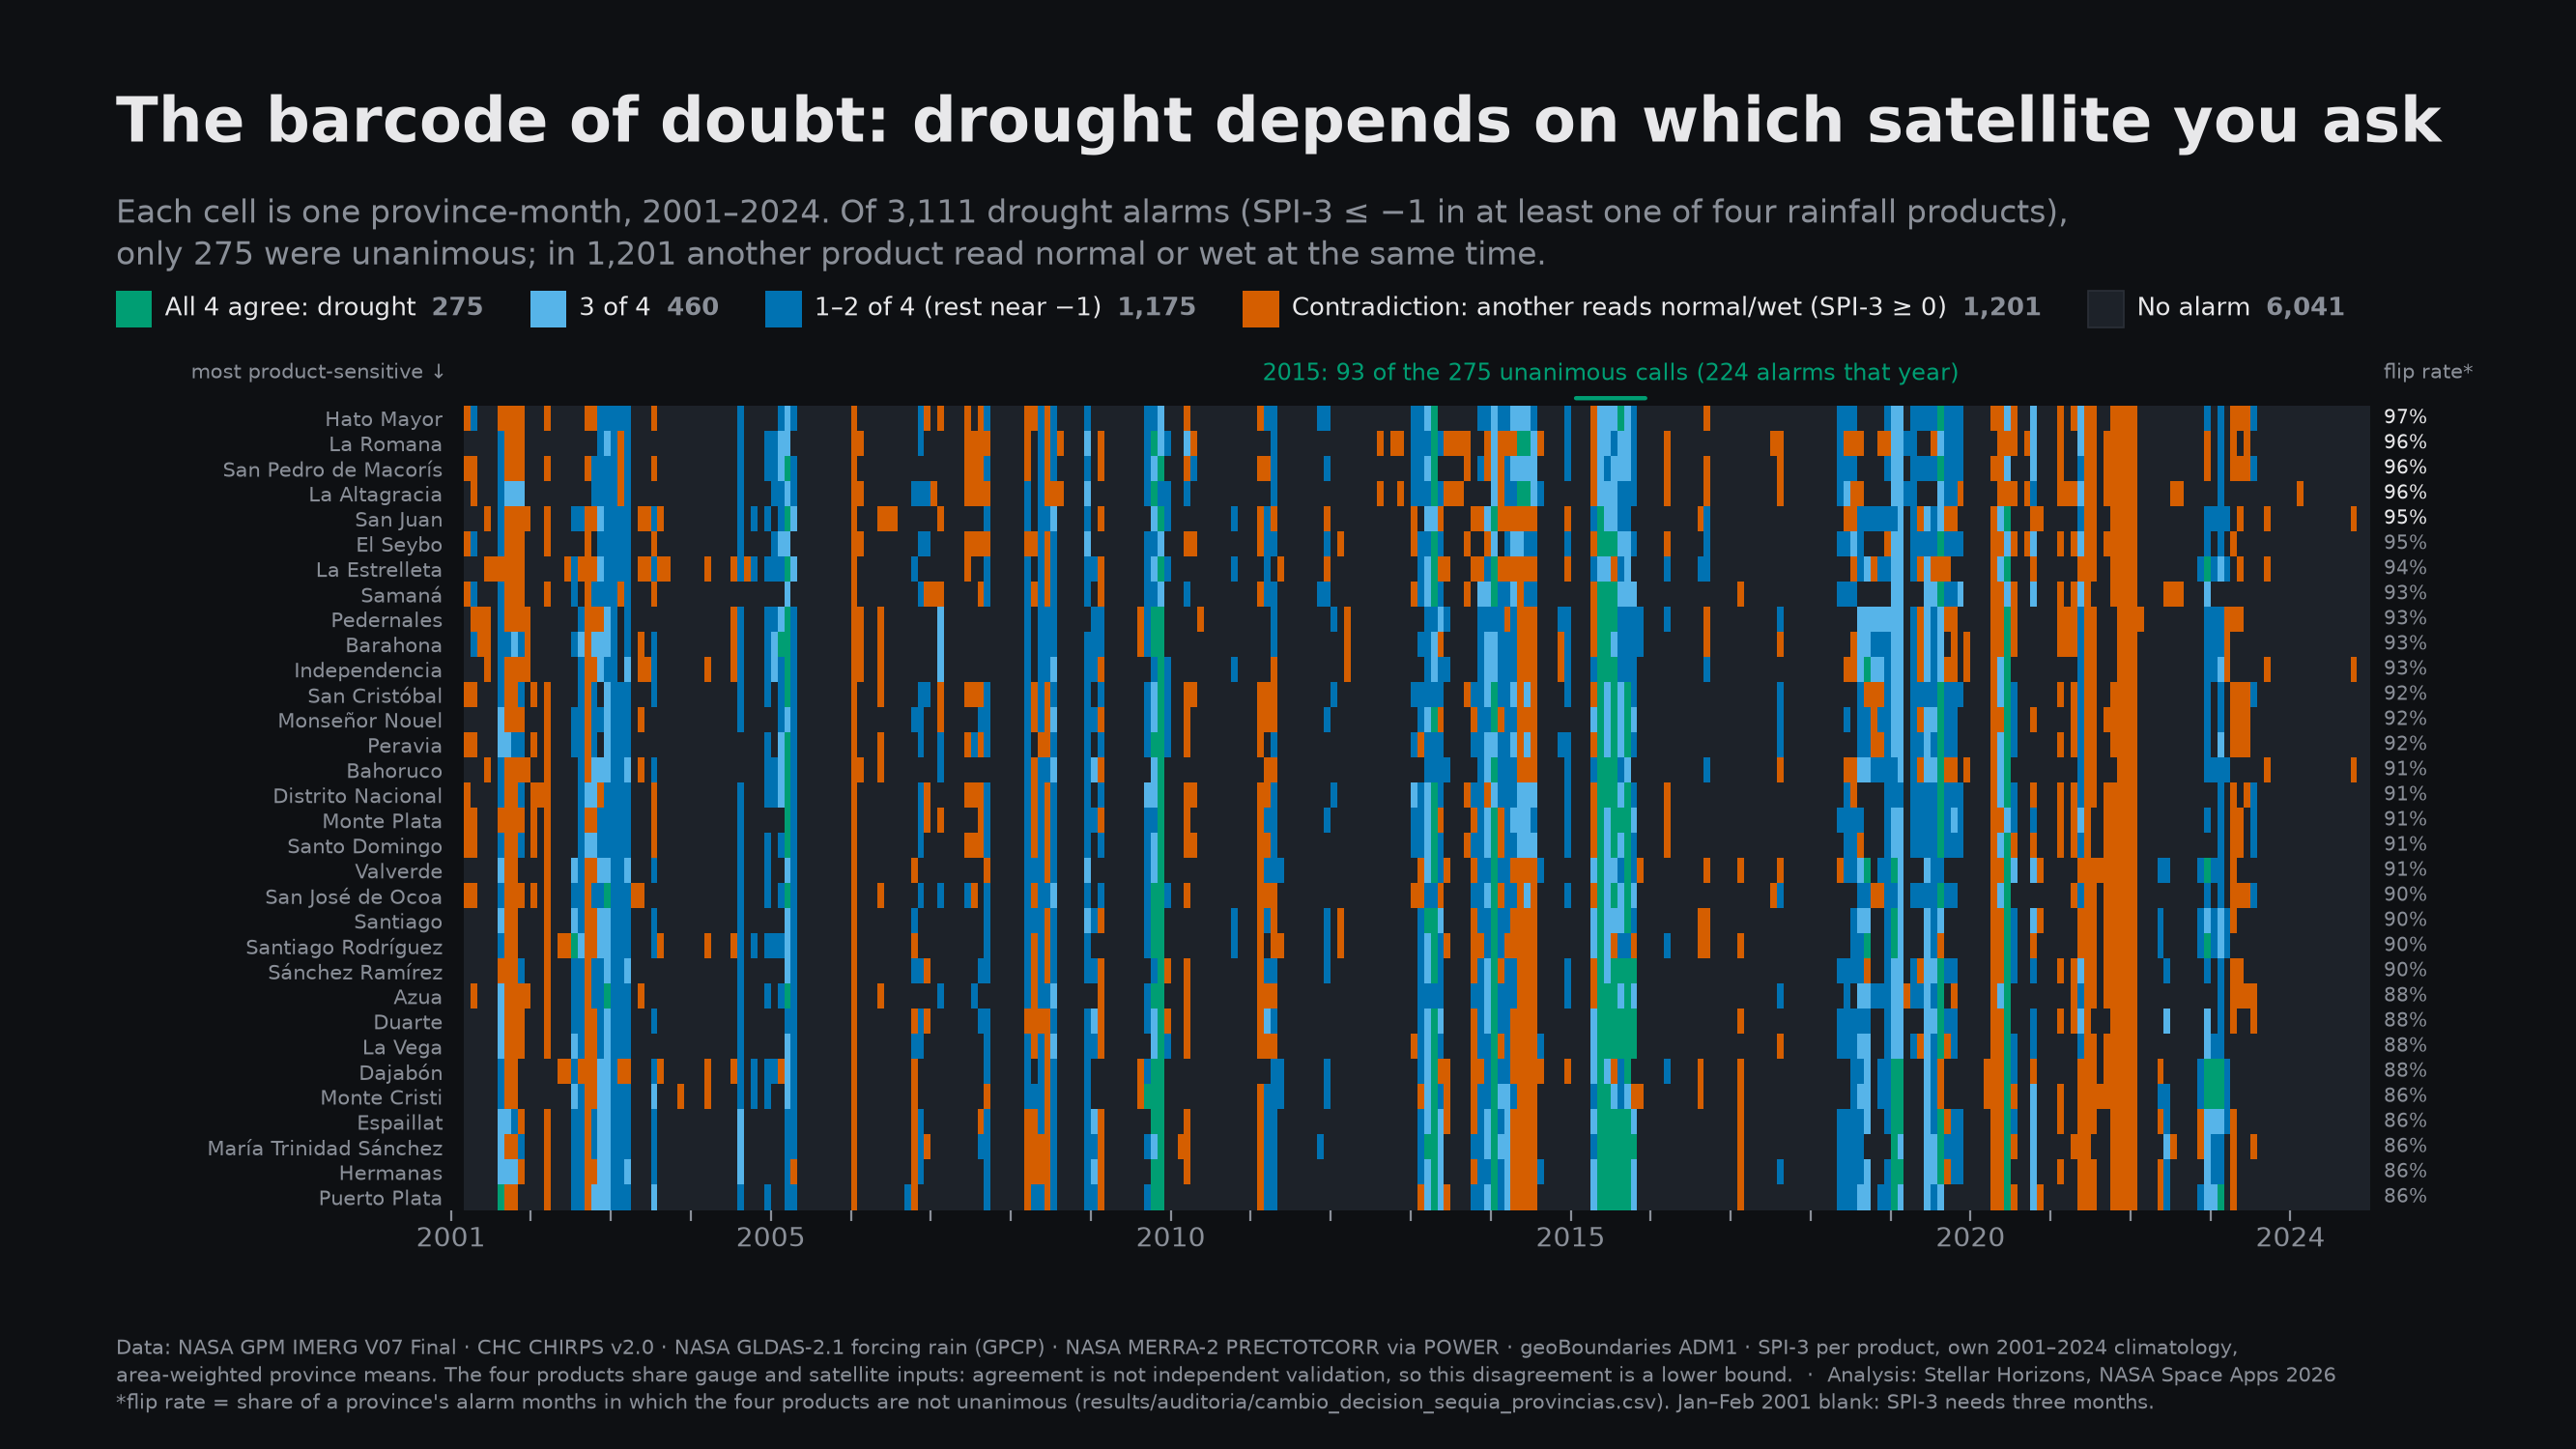 The barcode of doubt: drought depends on which satellite you ask
Each cell is one province-month, 2001–2024. Of 3,111 drought alarms (SPI-3 ≤ −1 in at least one of four rainfall products),
only 275 were unanimous; in 1,201 another product read normal or wet at the same time.
All 4 agree: drought 275 3 of 4 460 1–2 of 4 (rest near −1) 1,175 Contradiction: another reads normal/wet (SPI-3 ≥ 0) 1,201 No alarm 6,041
most product-sensitive ↓ 2015: 93 of the 275 unanimous calls (224 alarms that year) flip rate*
Hato Mayor 97%
La Romana 96%
San Pedro de Macorís 96%
La Altagracia 96%
San Juan 95%
El Seybo 95%
La Estrelleta 94%
Samaná 93%
Pedernales 93%
Barahona 93%
Independencia 93%
San Cristóbal 92%
Monseñor Nouel 92%
Peravia 92%
Bahoruco 91%
Distrito Nacional 91%
Monte Plata 91%
Santo Domingo 91%
Valverde 91%
San José de Ocoa 90%
Santiago 90%
Santiago Rodríguez 90%
Sánchez Ramírez 90%
Azua 88%
Duarte 88%
La Vega 88%
Dajabón 88%
Monte Cristi 86%
Espaillat 86%
María Trinidad Sánchez 86%
Hermanas 86%
Puerto Plata 86%
2001 2005 2010 2015 2020 2024
Data: NASA GPM IMERG V07 Final · CHC CHIRPS v2.0 · NASA GLDAS-2.1 forcing rain (GPCP) · NASA MERRA-2 PRECTOTCORR via POWER · geoBoundaries ADM1 · SPI-3 per product, own 2001–2024 climatology,
area-weighted province means. The four products share gauge and satellite inputs: agreement is not independent validation, so this disagreement is a lower bound. · Analysis: Stellar Horizons, NASA Space Apps 2026
*flip rate = share of a province's alarm months in which the four products are not unanimous (results/auditoria/cambio_decision_sequia_provincias.csv). Jan–Feb 2001 blank: SPI-3 needs three months.